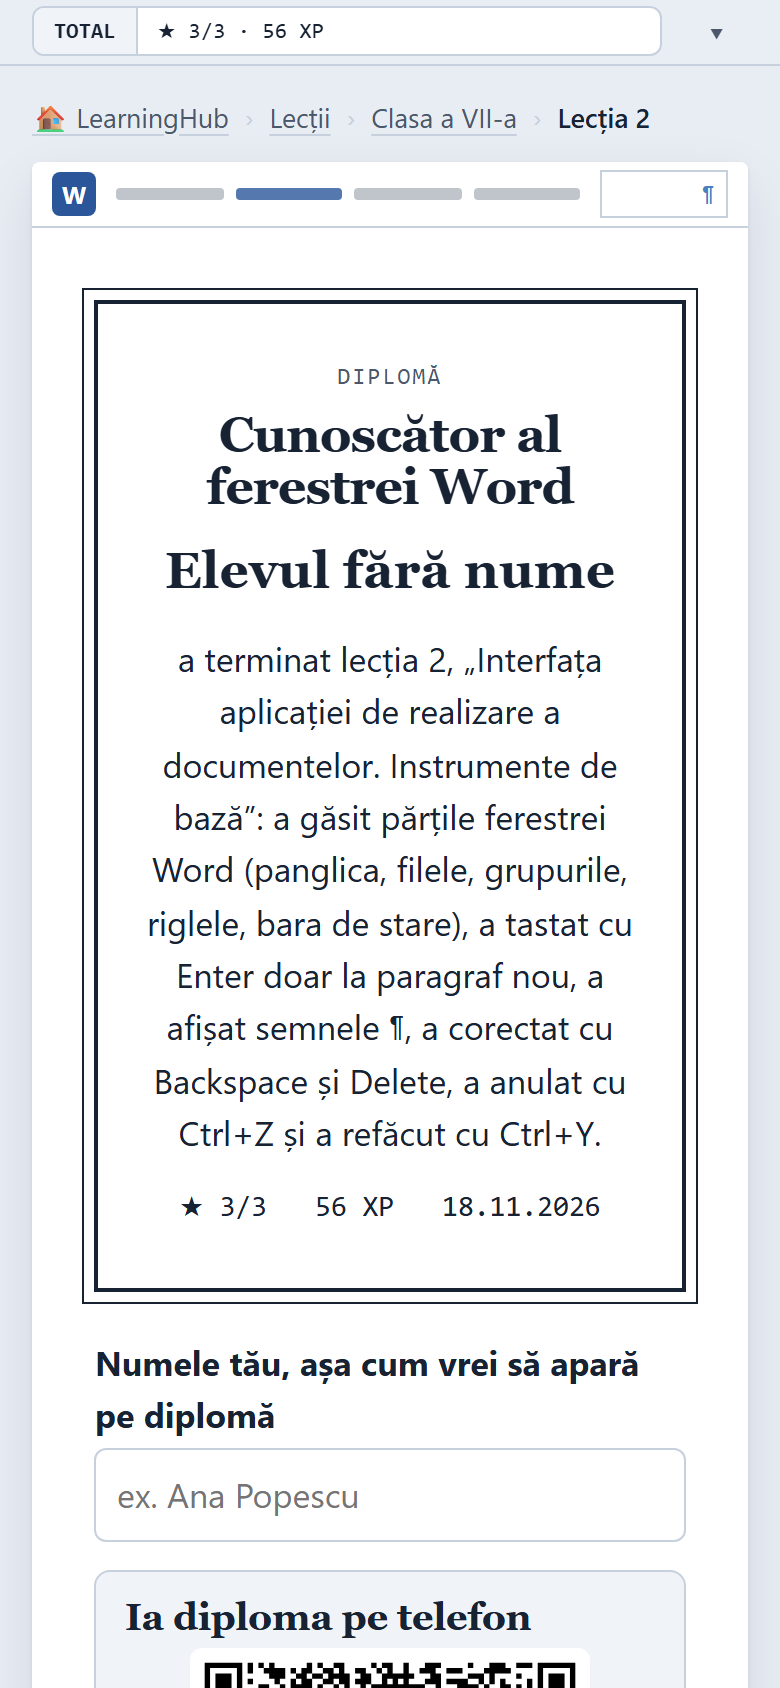 TOTAL ★ 3/3 · 56 XP ▼
🏠 LearningHub › Lecții › Clasa a VII-a › Lecția 2
W ¶
DIPLOMĂ
Cunoscător al
ferestrei Word
Elevul fără nume
a terminat lecția 2, „Interfața
aplicației de realizare a
documentelor. Instrumente de
bază”: a găsit părțile ferestrei
Word (panglica, filele, grupurile,
riglele, bara de stare), a tastat cu
Enter doar la paragraf nou, a
afișat semnele ¶, a corectat cu
Backspace și Delete, a anulat cu
Ctrl+Z și a refăcut cu Ctrl+Y.
★ 3/3 56 XP 18.11.2026
Numele tău, așa cum vrei să apară
pe diplomă
ex. Ana Popescu
Ia diploma pe telefon